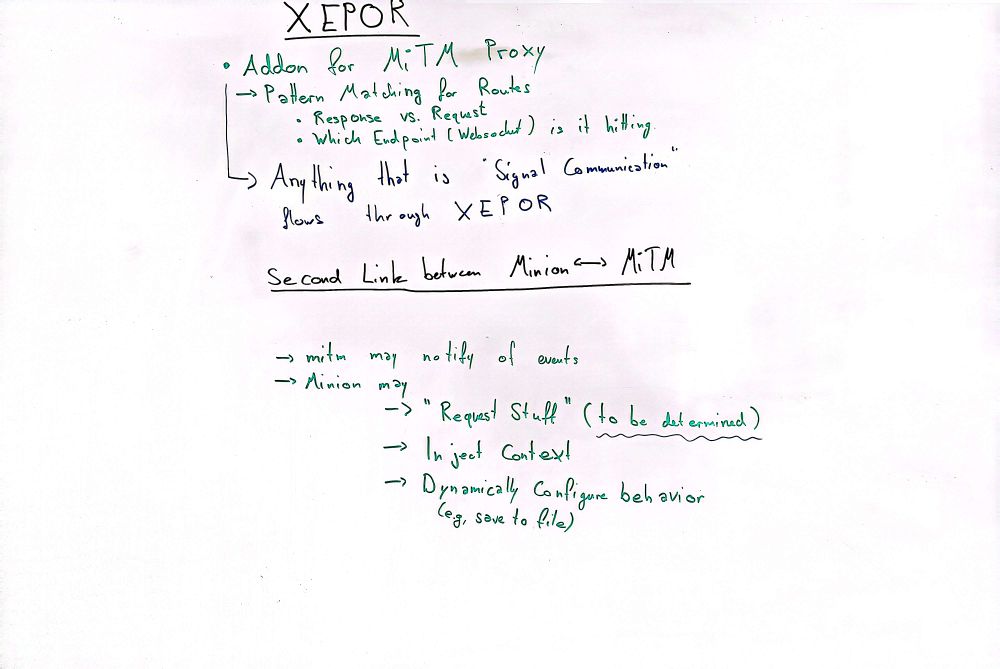 XEPOR
• Addon for MiTM Proxy
→ Pattern Matching for Routes
• Response vs. Request
• Which Endpoint (Websocket) is it hitting
→ Anything that is "Signal Communication"
flows through XEPOR
Second Link between Minion ↔ MiTM
→ mitm may notify of events
→ Minion may
→ "Request Stuff" (to be determined)
→ Inject Context
→ Dynamically Configure behavior
(e.g, save to file)